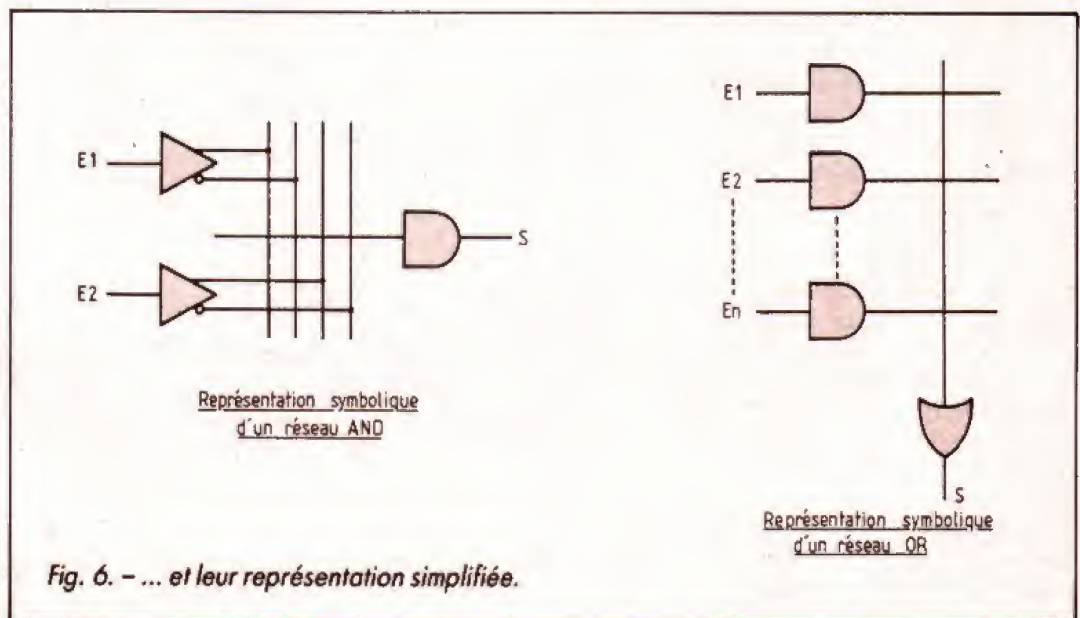 E1
E2
S
Représentation symbolique
d'un réseau AND
E1
E2
En
S
Représentation symbolique
d'un réseau OR
Fig. 6. – ... et leur représentation simplifiée.